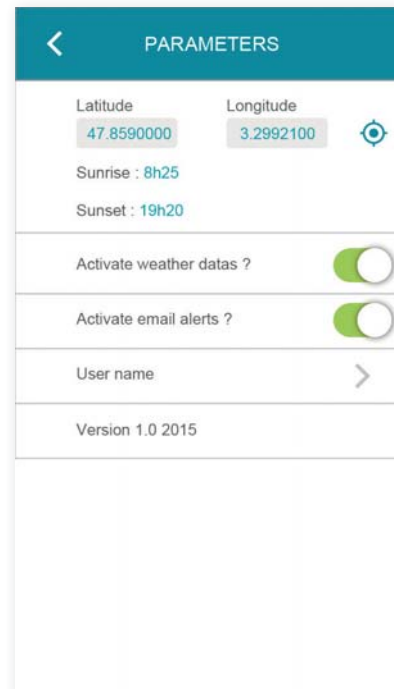 PARAMETERS
Latitude Longitude
47.8590000 3.2992100
Sunrise : 8h25
Sunset : 19h20
Activate weather datas ?
Activate email alerts ?
User name
Version 1.0 2015